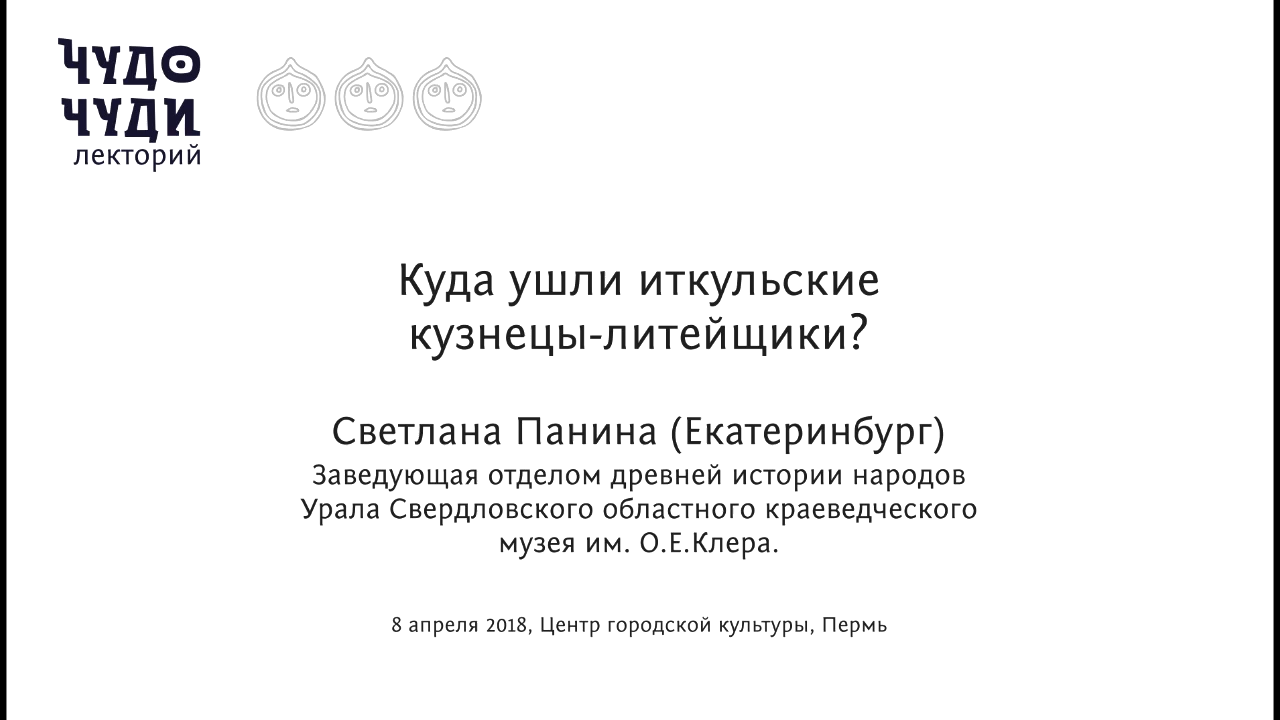 ЧУДО
ЧУДИ
лекторий
Куда ушли иткульские
кузнецы-литейщики?
Светлана Панина (Екатеринбург)
Заведующая отделом древней истории народов
Урала Свердловского областного краеведческого
музея им. О.Е.Клера.
8 апреля 2018, Центр городской культуры, Пермь